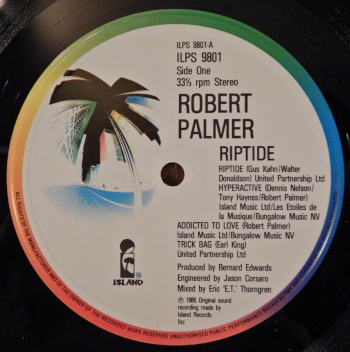 ILPS 9801-A
ILPS 9801
Side One
33⅓ rpm Stereo
ROBERT
PALMER
RIPTIDE
RIPTIDE (Gus Kahn/Walter
Donaldson) United Partnership Ltd
HYPERACTIVE (Dennis Nelson/
Tony Haynes/Robert Palmer)
Island Music Ltd/Les Etoiles de
la Musique/Bungalow Music NV
ADDICTED TO LOVE (Robert Palmer)
Island Music Ltd/Bungalow Music NV
TRICK BAG (Earl King)
United Partnership Ltd
Produced by Bernard Edwards
Engineered by Jason Corsaro
Mixed by Eric 'E.T.' Thorngren
℗ 1985 Original sound
recording made by
Island Records
Inc
ISLAND
ALL RIGHTS OF THE MANUFACTURER AND OF THE OWNER OF THE RECORDED WORK RESERVED UNAUTHORISED PUBLIC PERFORMANCE